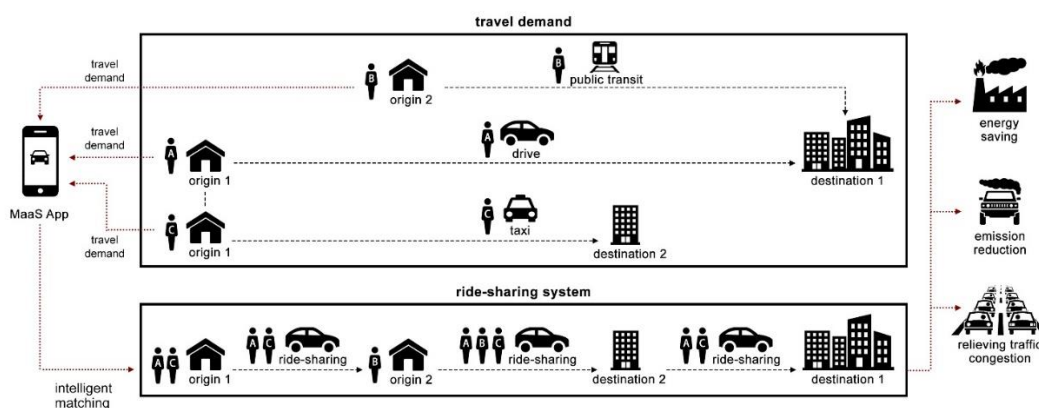 travel demand
travel
demand
B
B
public transit
origin 2
travel
demand
A
A
drive
origin 1
destination 1
MaaS App
C
C
taxi
origin 1
destination 2
travel
demand
energy
saving
emission
reduction
relieving traffic
congestion
ride-sharing system
A C
A C
ride-sharing
B
A B C
ride-sharing
A C
ride-sharing
origin 1
origin 2
destination 2
destination 1
intelligent
matching